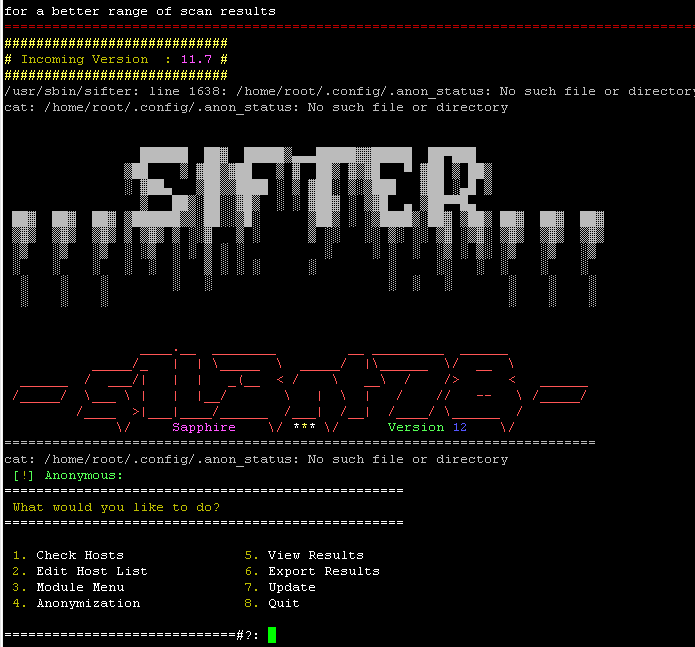 for a better range of scan results
===========================================================================
############################
# Incoming Version  : 11.7 #
############################
/usr/sbin/sifter: line 1638: /home/root/.config/.anon_status: No such file or directory
cat: /home/root/.config/.anon_status: No such file or directory
SIFTER
s1l3nt78
Sapphire *** Version 12
==========================================================================
cat: /home/root/.config/.anon_status: No such file or directory
[!] Anonymous:
==================================================
What would you like to do?
==================================================
1. Check Hosts 5. View Results
2. Edit Host List 6. Export Results
3. Module Menu 7. Update
4. Anonymization 8. Quit
=============================#?: